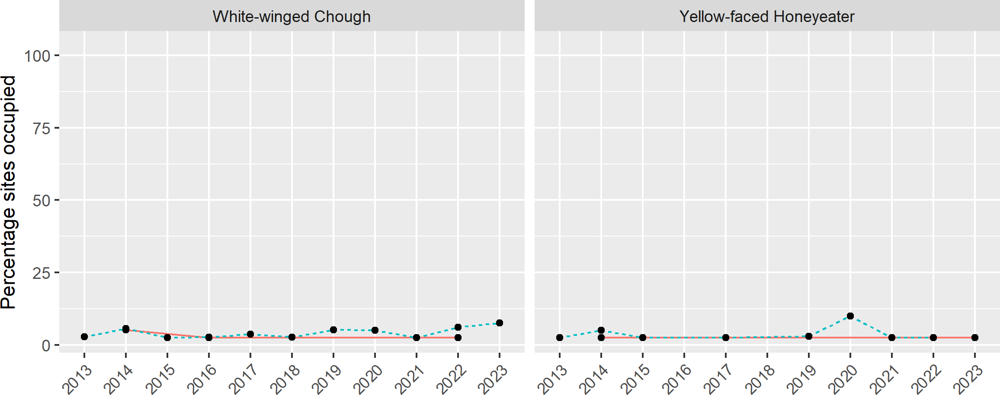 White-winged Chough
Yellow-faced Honeyeater
Percentage sites occupied
100
75
50
25
0
2013 2014 2015 2016 2017 2018 2019 2020 2021 2022 2023
2013 2014 2015 2016 2017 2018 2019 2020 2021 2022 2023